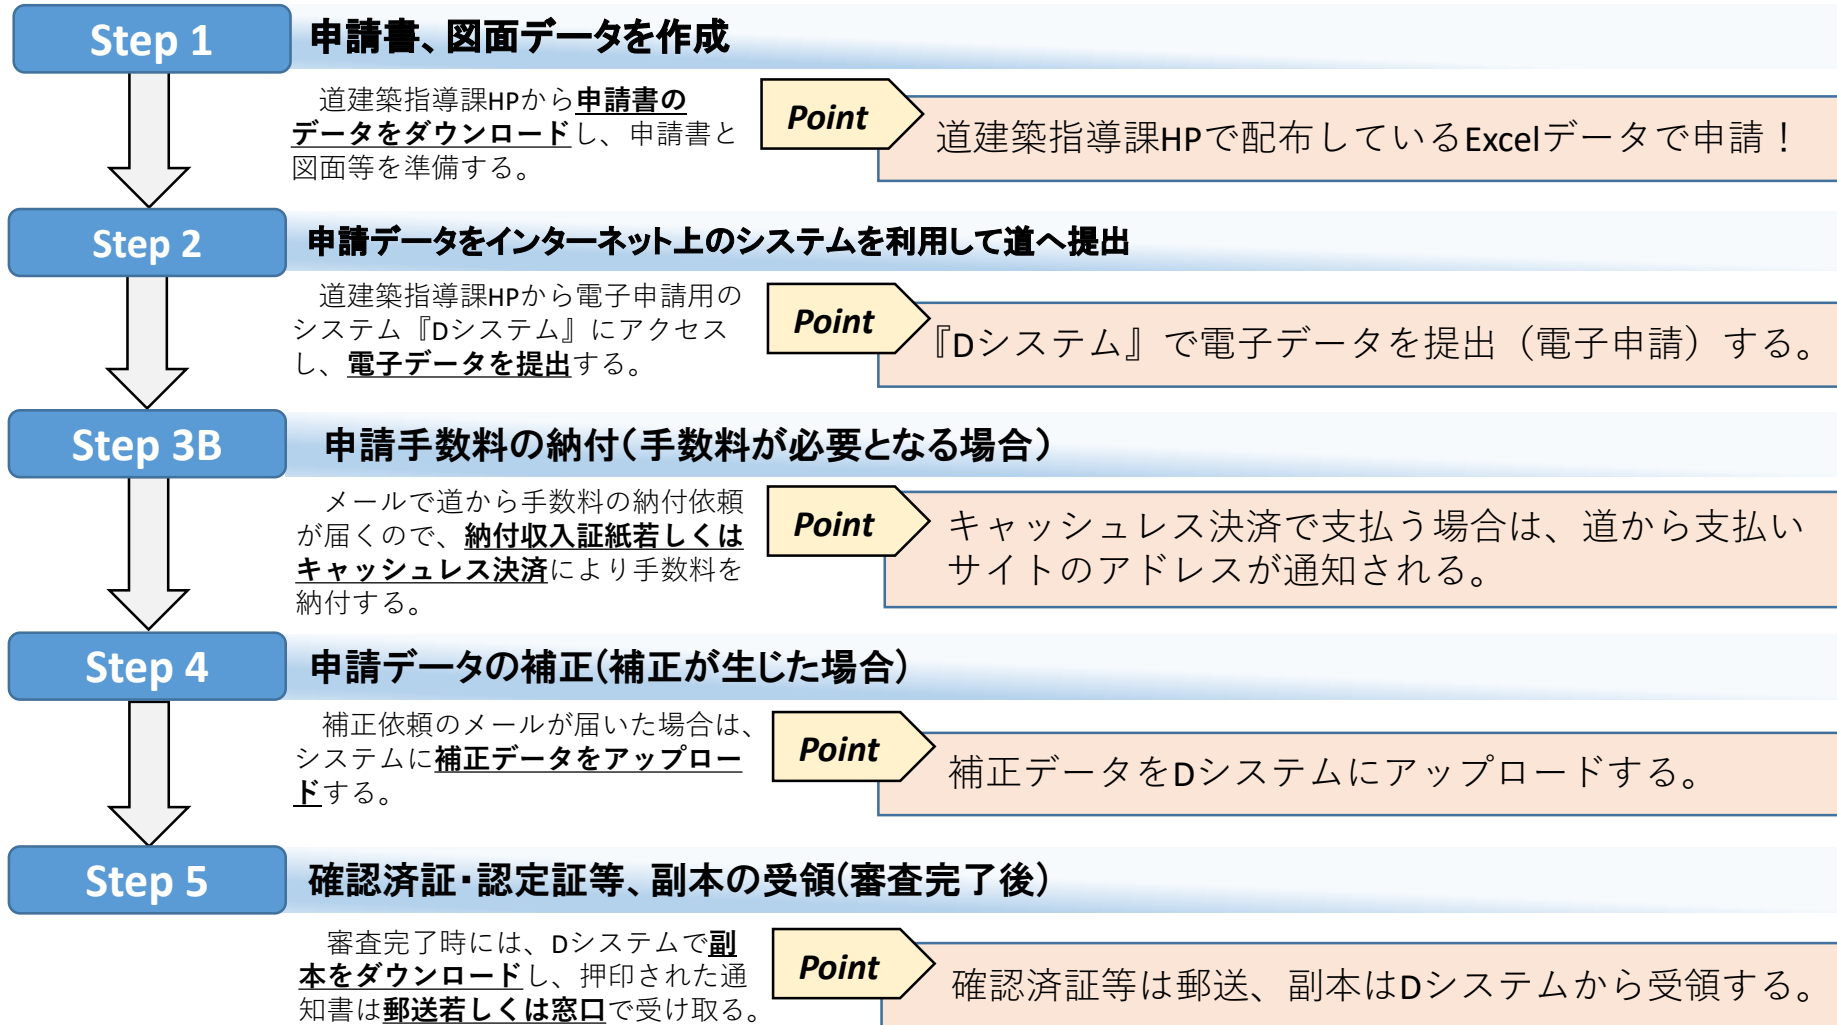 Step 1
申請書、図面データを作成
道建築指導課HPから申請書の
データをダウンロードし、申請書と
図面等を準備する。
Point
道建築指導課HPで配布しているExcelデータで申請！
Step 2
申請データをインターネット上のシステムを利用して道へ提出
道建築指導課HPから電子申請用の
システム『Dシステム』にアクセス
し、電子データを提出する。
Point
『Dシステム』で電子データを提出（電子申請）する。
Step 3B
申請手数料の納付（手数料が必要となる場合）
メールで道から手数料の納付依頼
が届くので、納付収入証紙若しくは
キャッシュレス決済により手数料を
納付する。
Point
キャッシュレス決済で支払う場合は、道から支払い
サイトのアドレスが通知される。
Step 4
申請データの補正(補正が生じた場合）
補正依頼のメールが届いた場合は、
システムに補正データをアップロー
ドする。
Point
補正データをDシステムにアップロードする。
Step 5
確認済証・認定証等、副本の受領(審査完了後）
審査完了時には、Dシステムで副
本をダウンロードし、押印された通
知書は郵送若しくは窓口で受け取る。
Point
確認済証等は郵送、副本はDシステムから受領する。